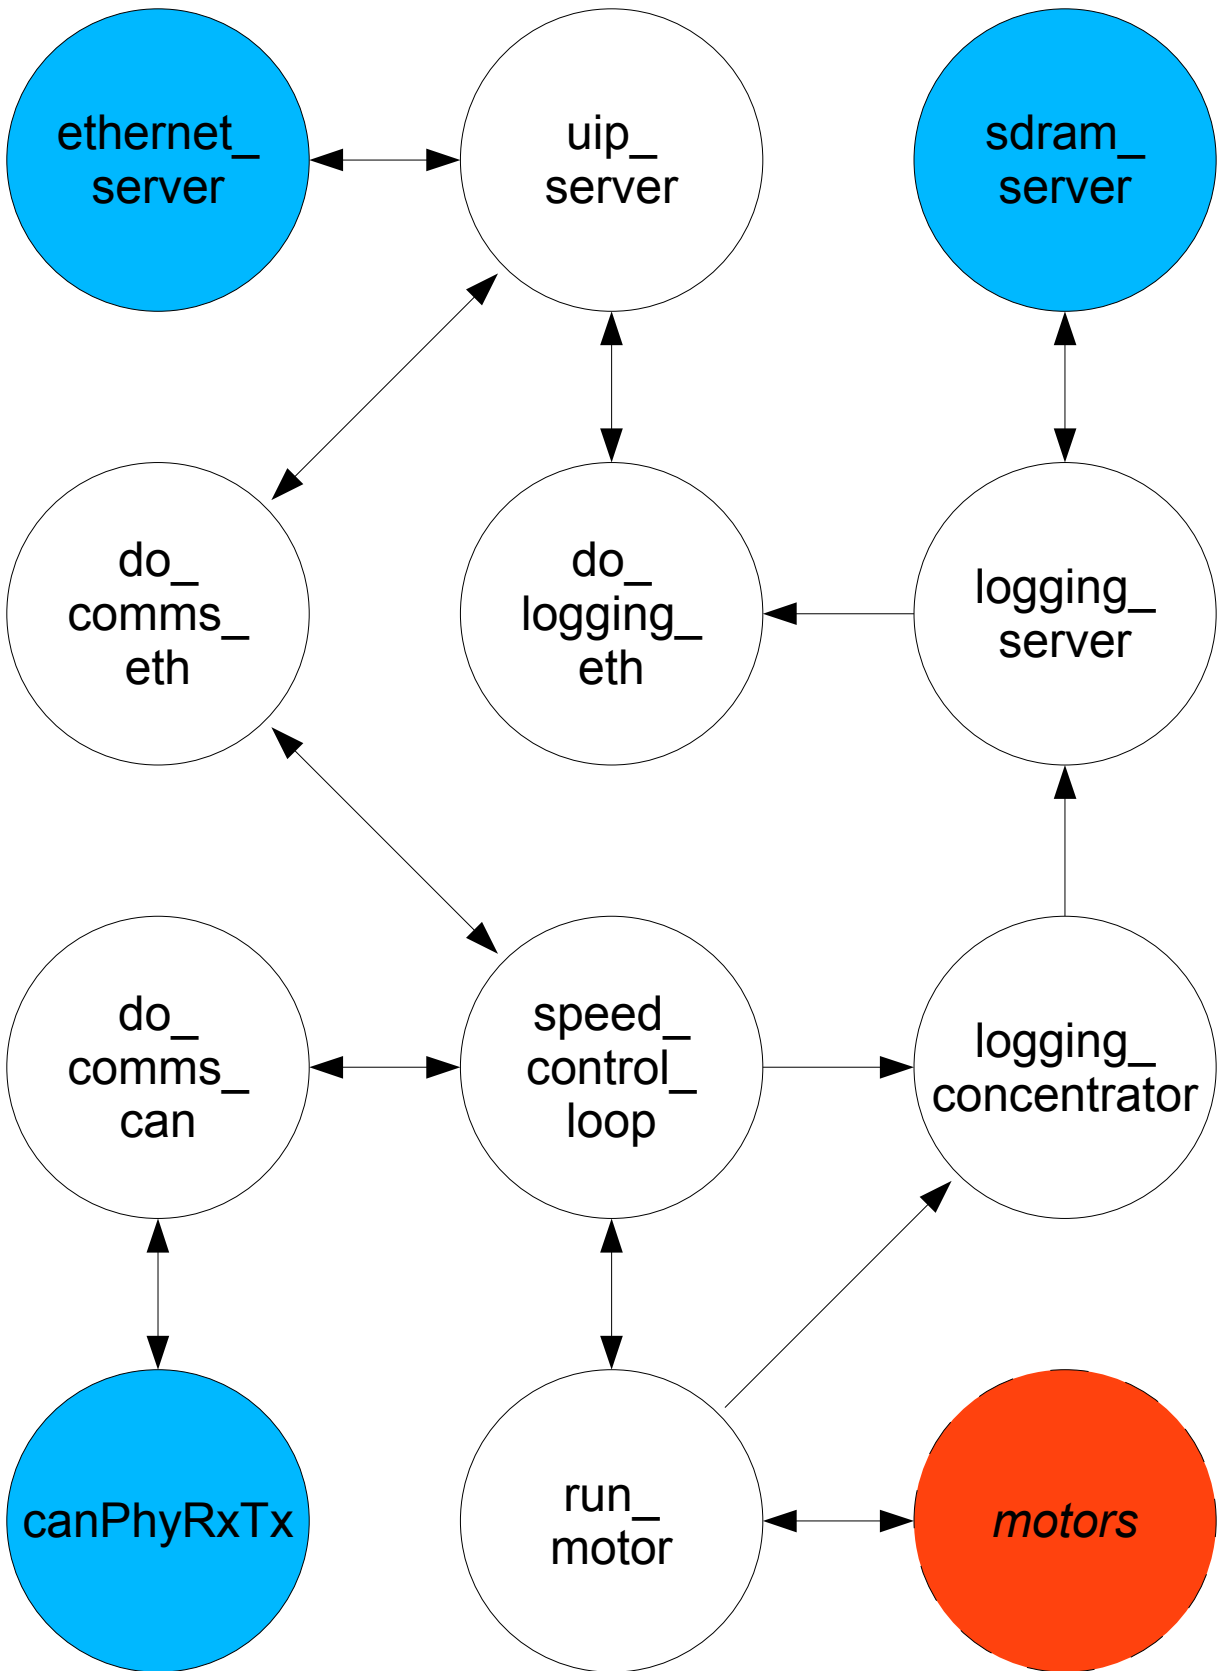 ethernet_
server
uip_
server
sdram_
server
do_
comms_
eth
do_
logging_
eth
logging_
server
do_
comms_
can
speed_
control_
loop
logging_
concentrator
canPhyRxTx
run_
motor
motors